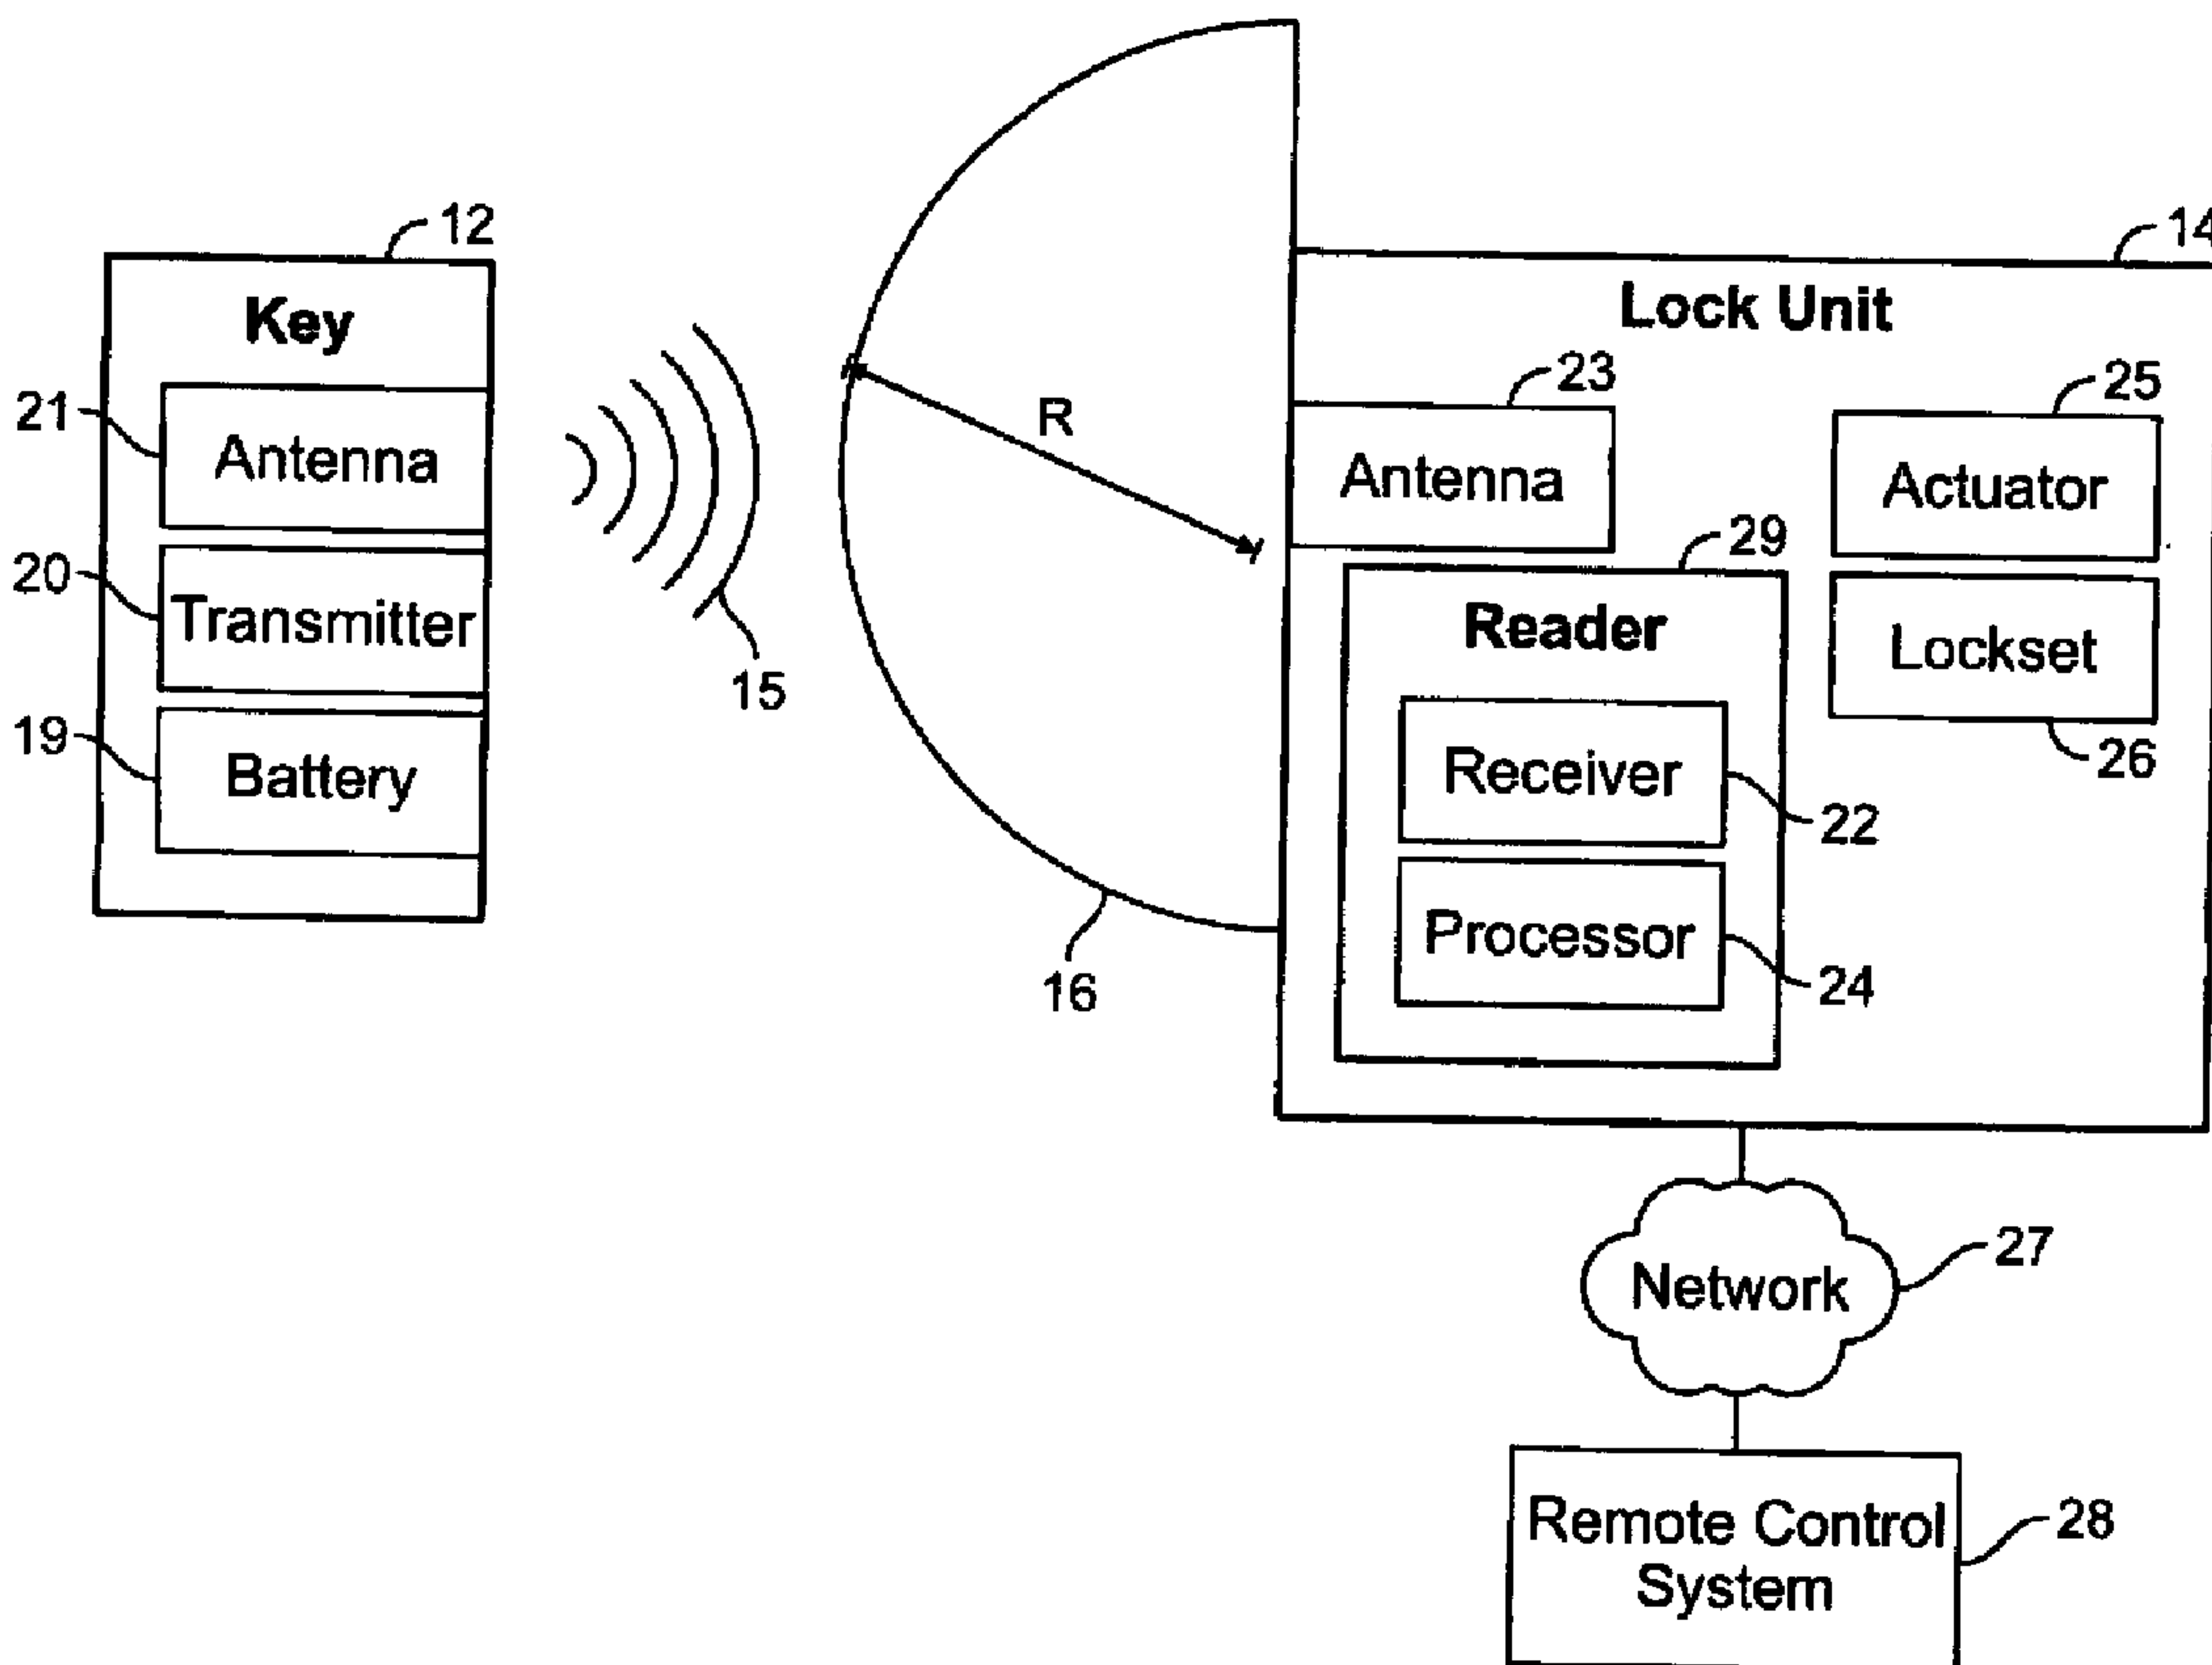 12
Key
21
Antenna
20
Transmitter
19
Battery
15
R
16
14
Lock Unit
23
Antenna
25
Actuator
29
Reader
Lockset
26
Receiver
22
Processor
24
Network
27
Remote Control
System
28